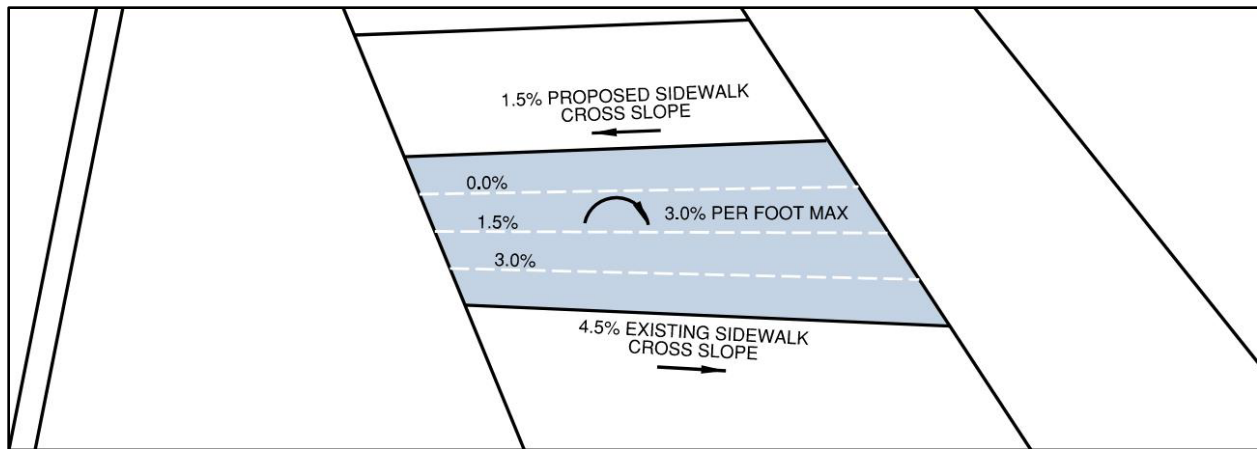 1.5% PROPOSED SIDEWALK
CROSS SLOPE
0.0%
3.0% PER FOOT MAX
1.5%
3.0%
4.5% EXISTING SIDEWALK
CROSS SLOPE